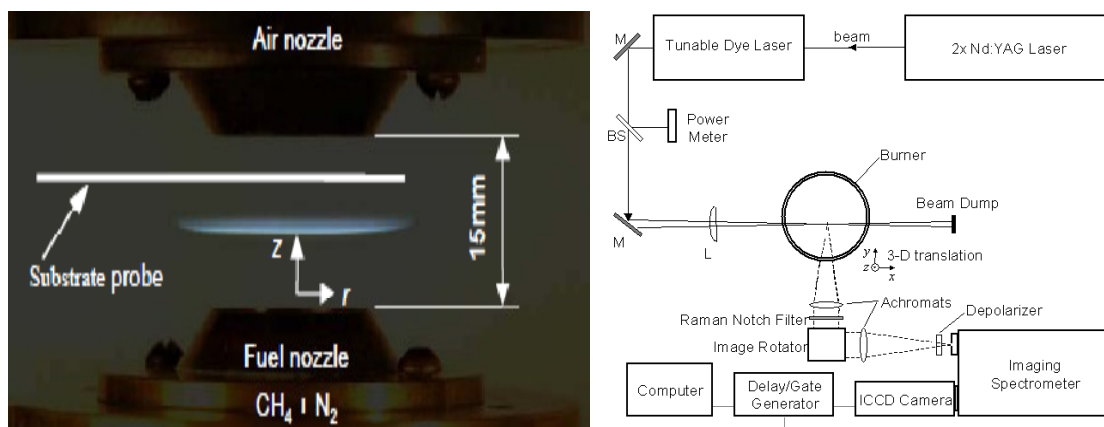 Air nozzle
15mm
Substrate probe
z
r
Fuel nozzle
CH₄ ı N₂
M
Tunable Dye Laser
beam
2x Nd:YAG Laser
BS
Power
Meter
Burner
Beam Dump
M
L
y
z
x
3-D translation
Achromats
Raman Notch Filter
Depolarizer
Image Rotator
Imaging
Spectrometer
Computer
Delay/Gate
Generator
ICCD Camera